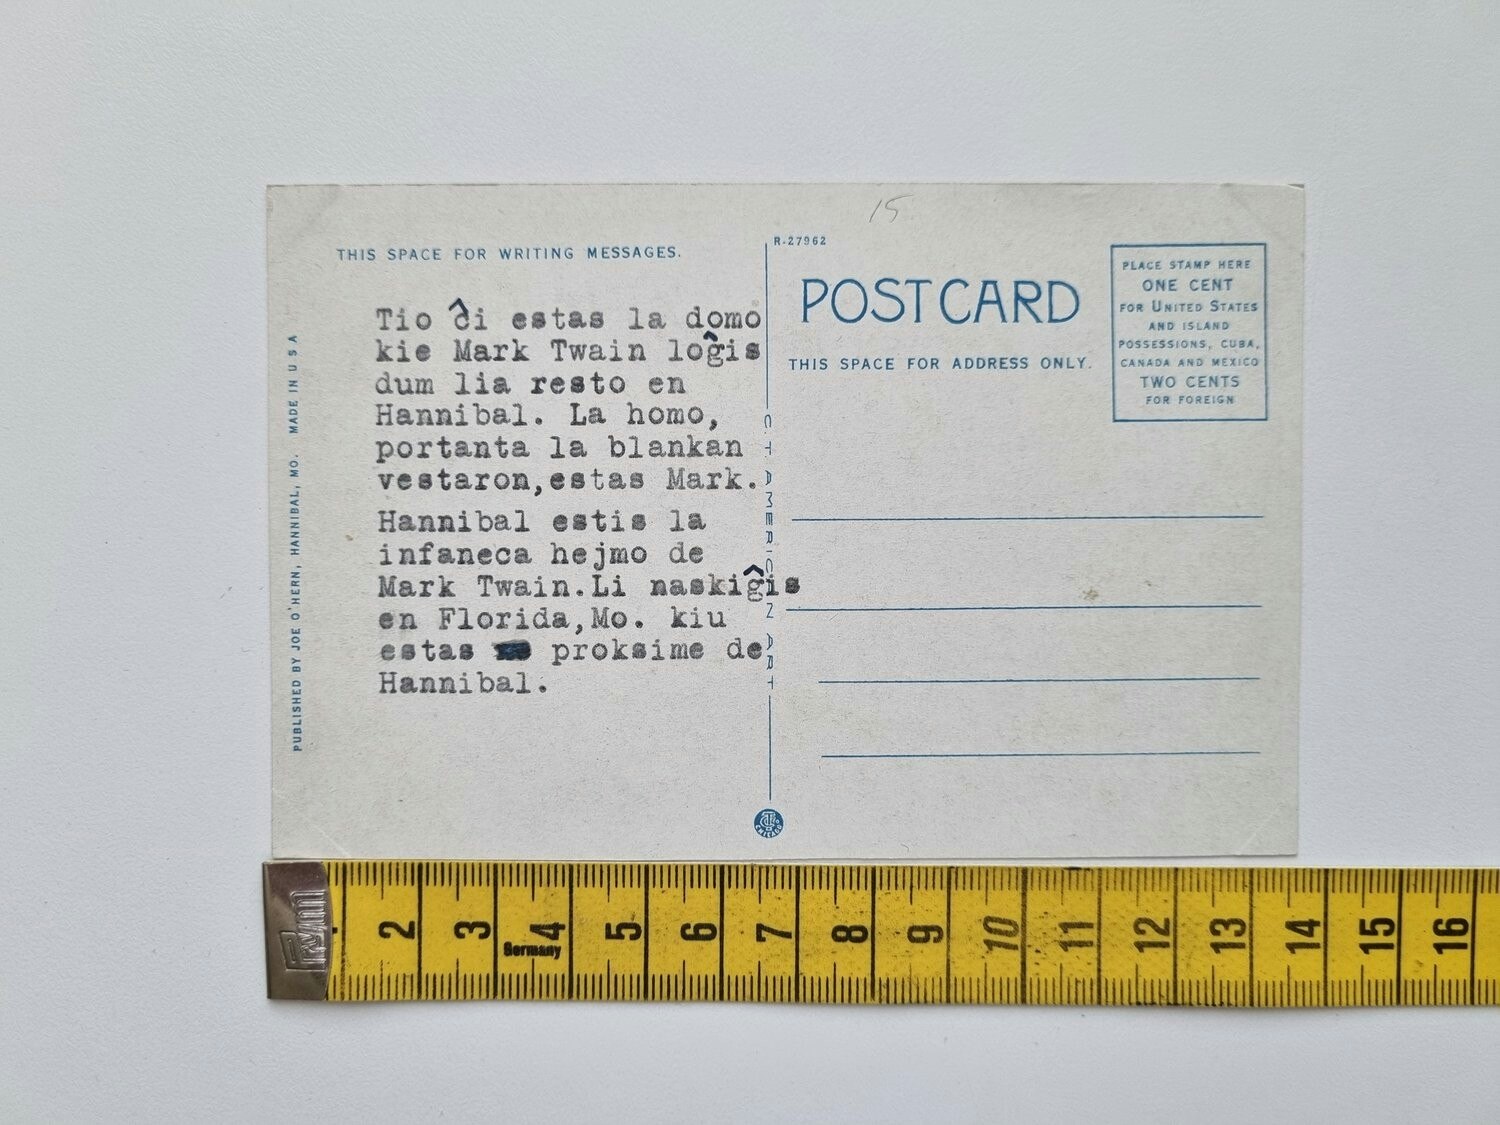 15
THIS SPACE FOR WRITING MESSAGES.
Tio ĉi estas la domo
kie Mark Twain loĝis
dum lia resto en
Hannibal. La homo,
portanta la blankan
vestaron,estas Mark.
Hannibal estis la
infaneca hejmo de
Mark Twain.Li naskiĝis
en Florida,Mo. kiu
estas proksime de
Hannibal.
PUBLISHED BY JOE O'HERN, HANNIBAL, MO. MADE IN U S A
C. T. AMERICAN ART
CHICAGO
R-27962
POST CARD
THIS SPACE FOR ADDRESS ONLY.
PLACE STAMP HERE
ONE CENT
FOR UNITED STATES
AND ISLAND
POSSESSIONS, CUBA,
CANADA AND MEXICO
TWO CENTS
FOR FOREIGN
Prym
2 3 4 5 6 7 8 9 10 11 12 13 14 15 16
Germany